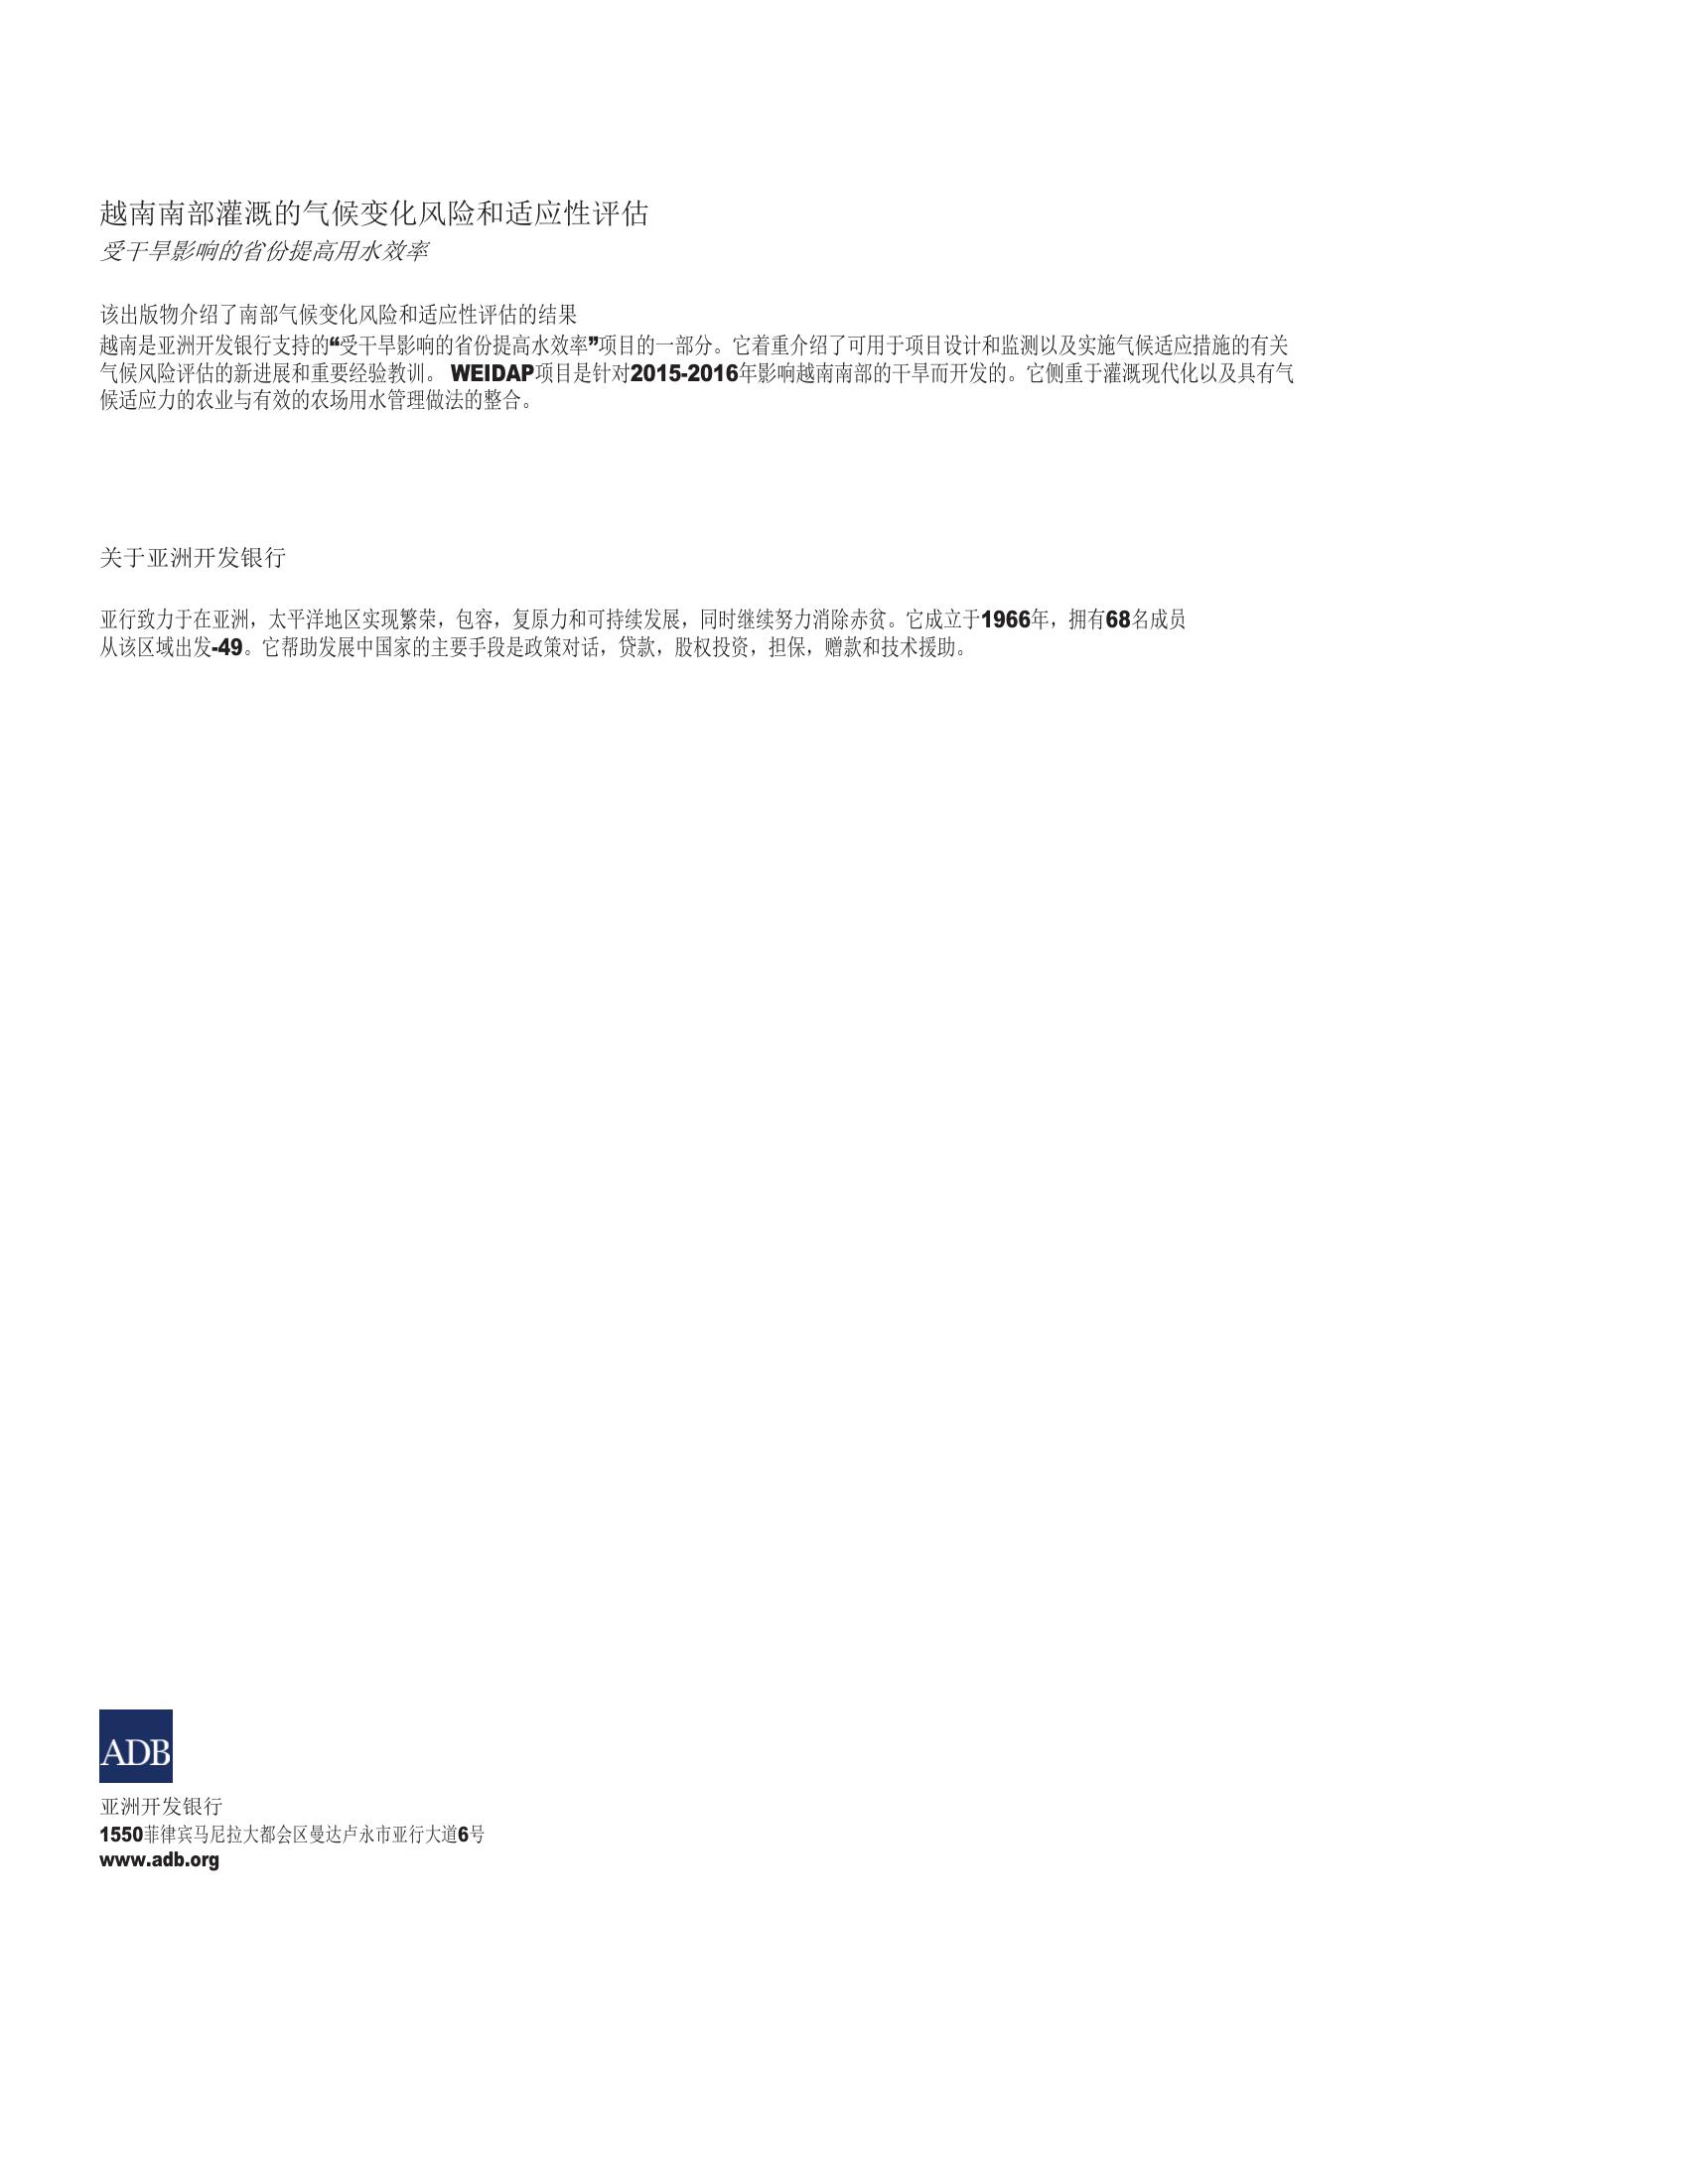 越南南部灌溉的气候变化风险和适应性评估
受干旱影响的省份提高用水效率
该出版物介绍了南部气候变化风险和适应性评估的结果
越南是亚洲开发银行支持的“受干旱影响的省份提高水效率”项目的一部分。它着重介绍了可用于项目设计和监测以及实施气候适应措施的有关
气候风险评估的新进展和重要经验教训。 WEIDAP项目是针对2015-2016年影响越南南部的干旱而开发的。它侧重于灌溉现代化以及具有气
候适应力的农业与有效的农场用水管理做法的整合。
关于亚洲开发银行
亚行致力于在亚洲，太平洋地区实现繁荣，包容，复原力和可持续发展，同时继续努力消除赤贫。它成立于1966年，拥有68名成员
从该区域出发-49。它帮助发展中国家的主要手段是政策对话，贷款，股权投资，担保，赠款和技术援助。
ADB
亚洲开发银行
1550菲律宾马尼拉大都会区曼达卢永市亚行大道6号
www.adb.org